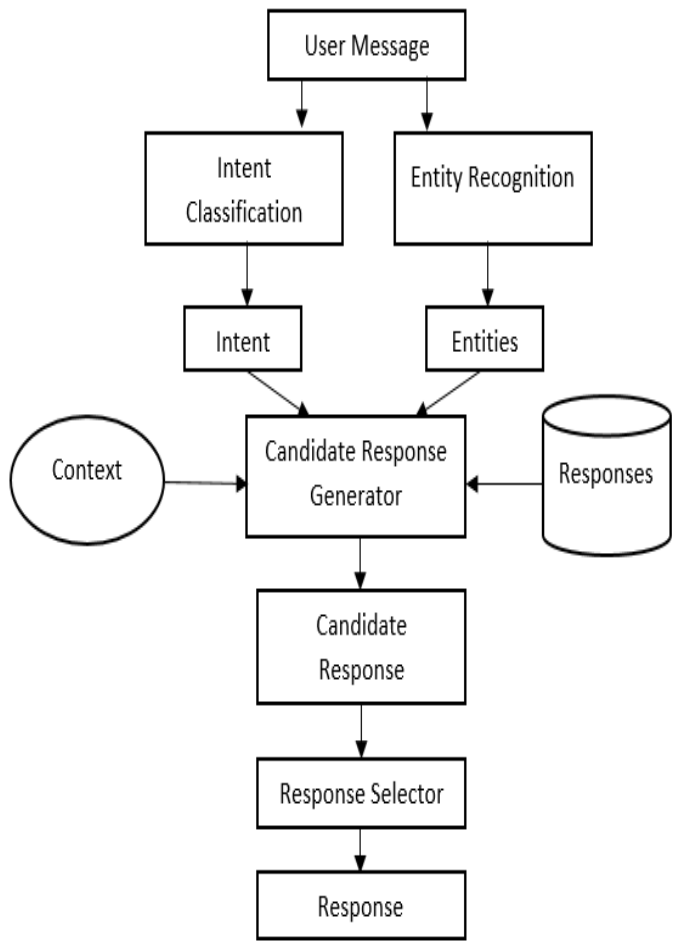 User Message
Intent
Classification
Entity Recognition
Intent
Entities
Context
Candidate Response
Generator
Responses
Candidate
Response
Response Selector
Response